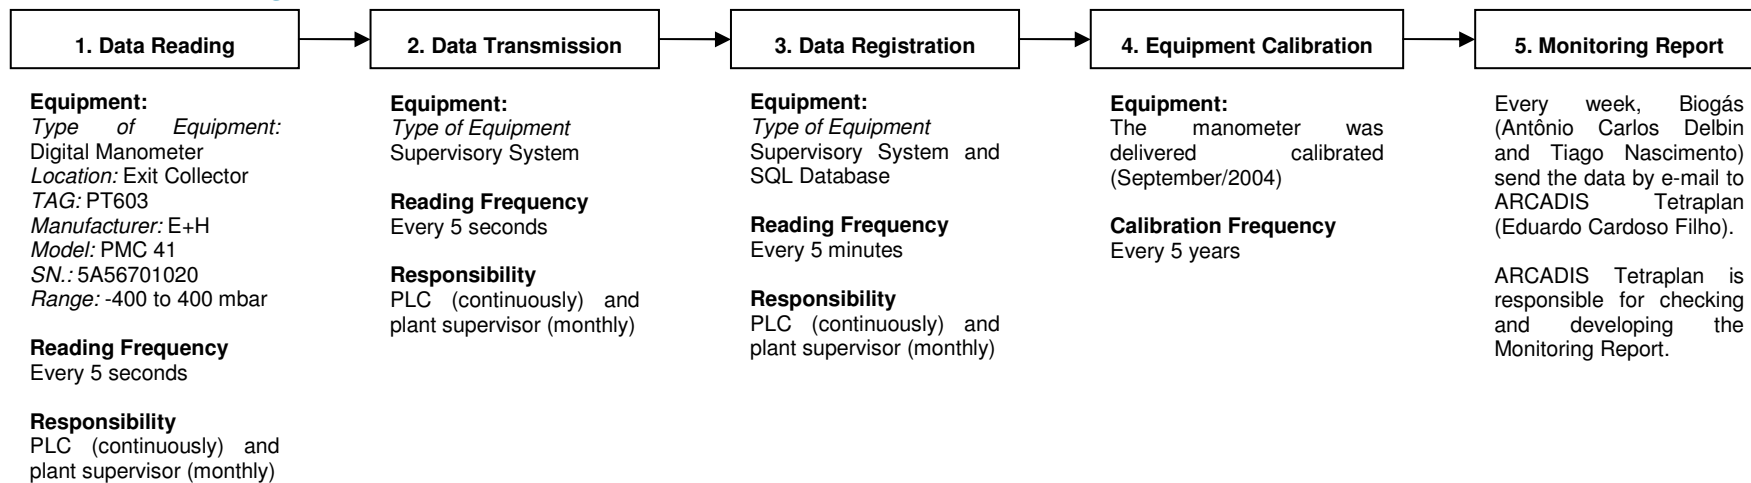 1. Data Reading
2. Data Transmission
3. Data Registration
4. Equipment Calibration
5. Monitoring Report
Equipment:
Type of Equipment:
Digital Manometer
Location: Exit Collector
TAG: PT603
Manufacturer: E+H
Model: PMC 41
SN.: 5A56701020
Range: -400 to 400 mbar
Reading Frequency
Every 5 seconds
Responsibility
PLC (continuously) and
plant supervisor (monthly)
Equipment:
Type of Equipment
Supervisory System
Reading Frequency
Every 5 seconds
Responsibility
PLC (continuously) and
plant supervisor (monthly)
Equipment:
Type of Equipment
Supervisory System and
SQL Database
Reading Frequency
Every 5 minutes
Responsibility
PLC (continuously) and
plant supervisor (monthly)
Equipment:
The manometer was
delivered calibrated
(September/2004)
Calibration Frequency
Every 5 years
Every week, Biogás
(Antônio Carlos Delbin
and Tiago Nascimento)
send the data by e-mail to
ARCADIS Tetraplan
(Eduardo Cardoso Filho).
ARCADIS Tetraplan is
responsible for checking
and developing the
Monitoring Report.